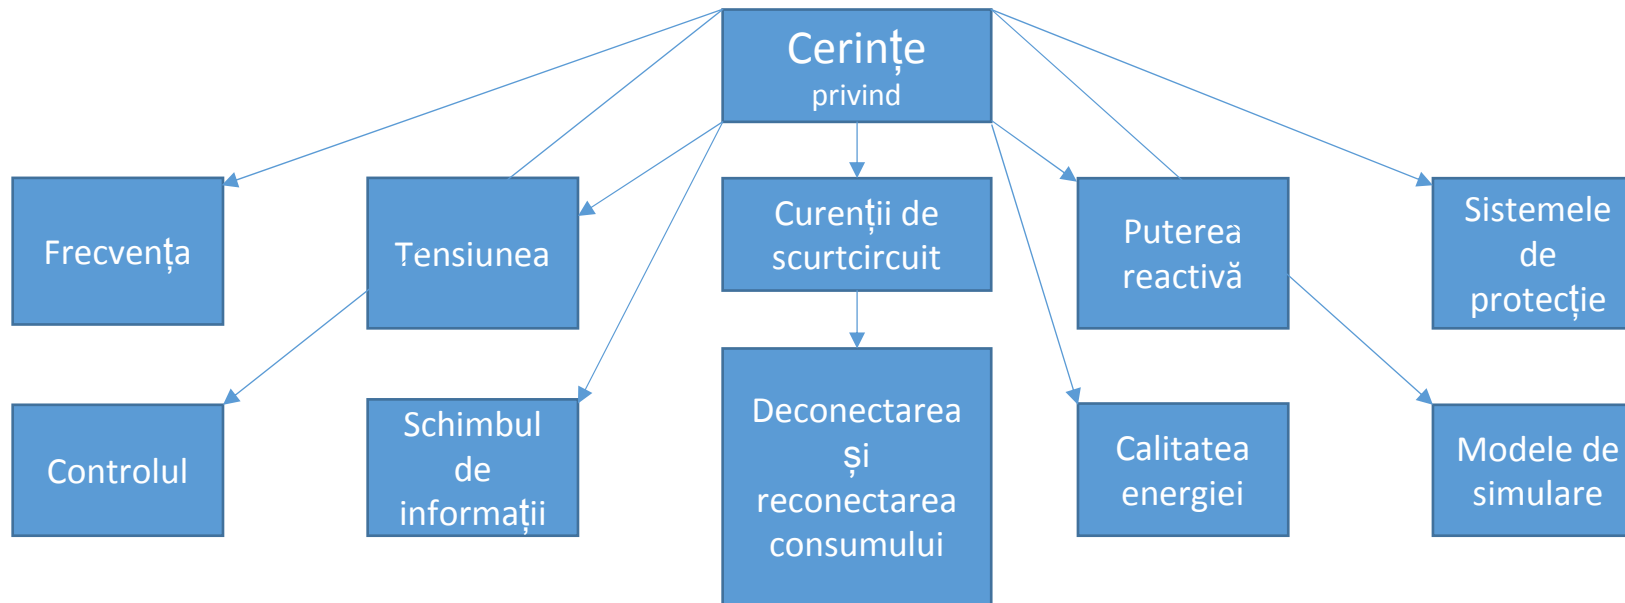 Cerințe
privind
Frecvența
Tensiunea
Curenții de
scurtcircuit
Puterea
reactivă
Sistemele
de
protecție
Controlul
Schimbul
de
informații
Deconectarea
și
reconectarea
consumului
Calitatea
energiei
Modele de
simulare